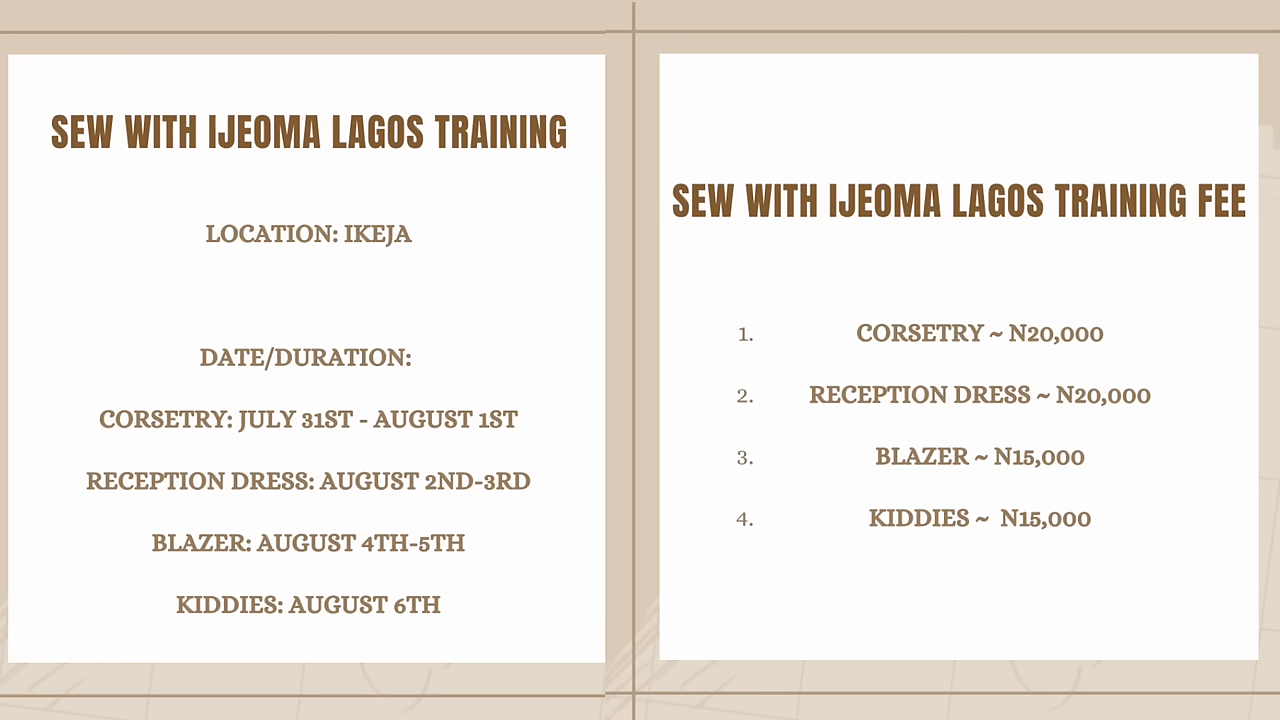 SEW WITH IJEOMA LAGOS TRAINING
LOCATION: IKEJA
DATE/DURATION:
CORSETRY: JULY 31ST - AUGUST 1ST
RECEPTION DRESS: AUGUST 2ND-3RD
BLAZER: AUGUST 4TH-5TH
KIDDIES: AUGUST 6TH
SEW WITH IJEOMA LAGOS TRAINING FEE
1. CORSETRY ~ N20,000
2. RECEPTION DRESS ~ N20,000
3. BLAZER ~ N15,000
4. KIDDIES ~ N15,000